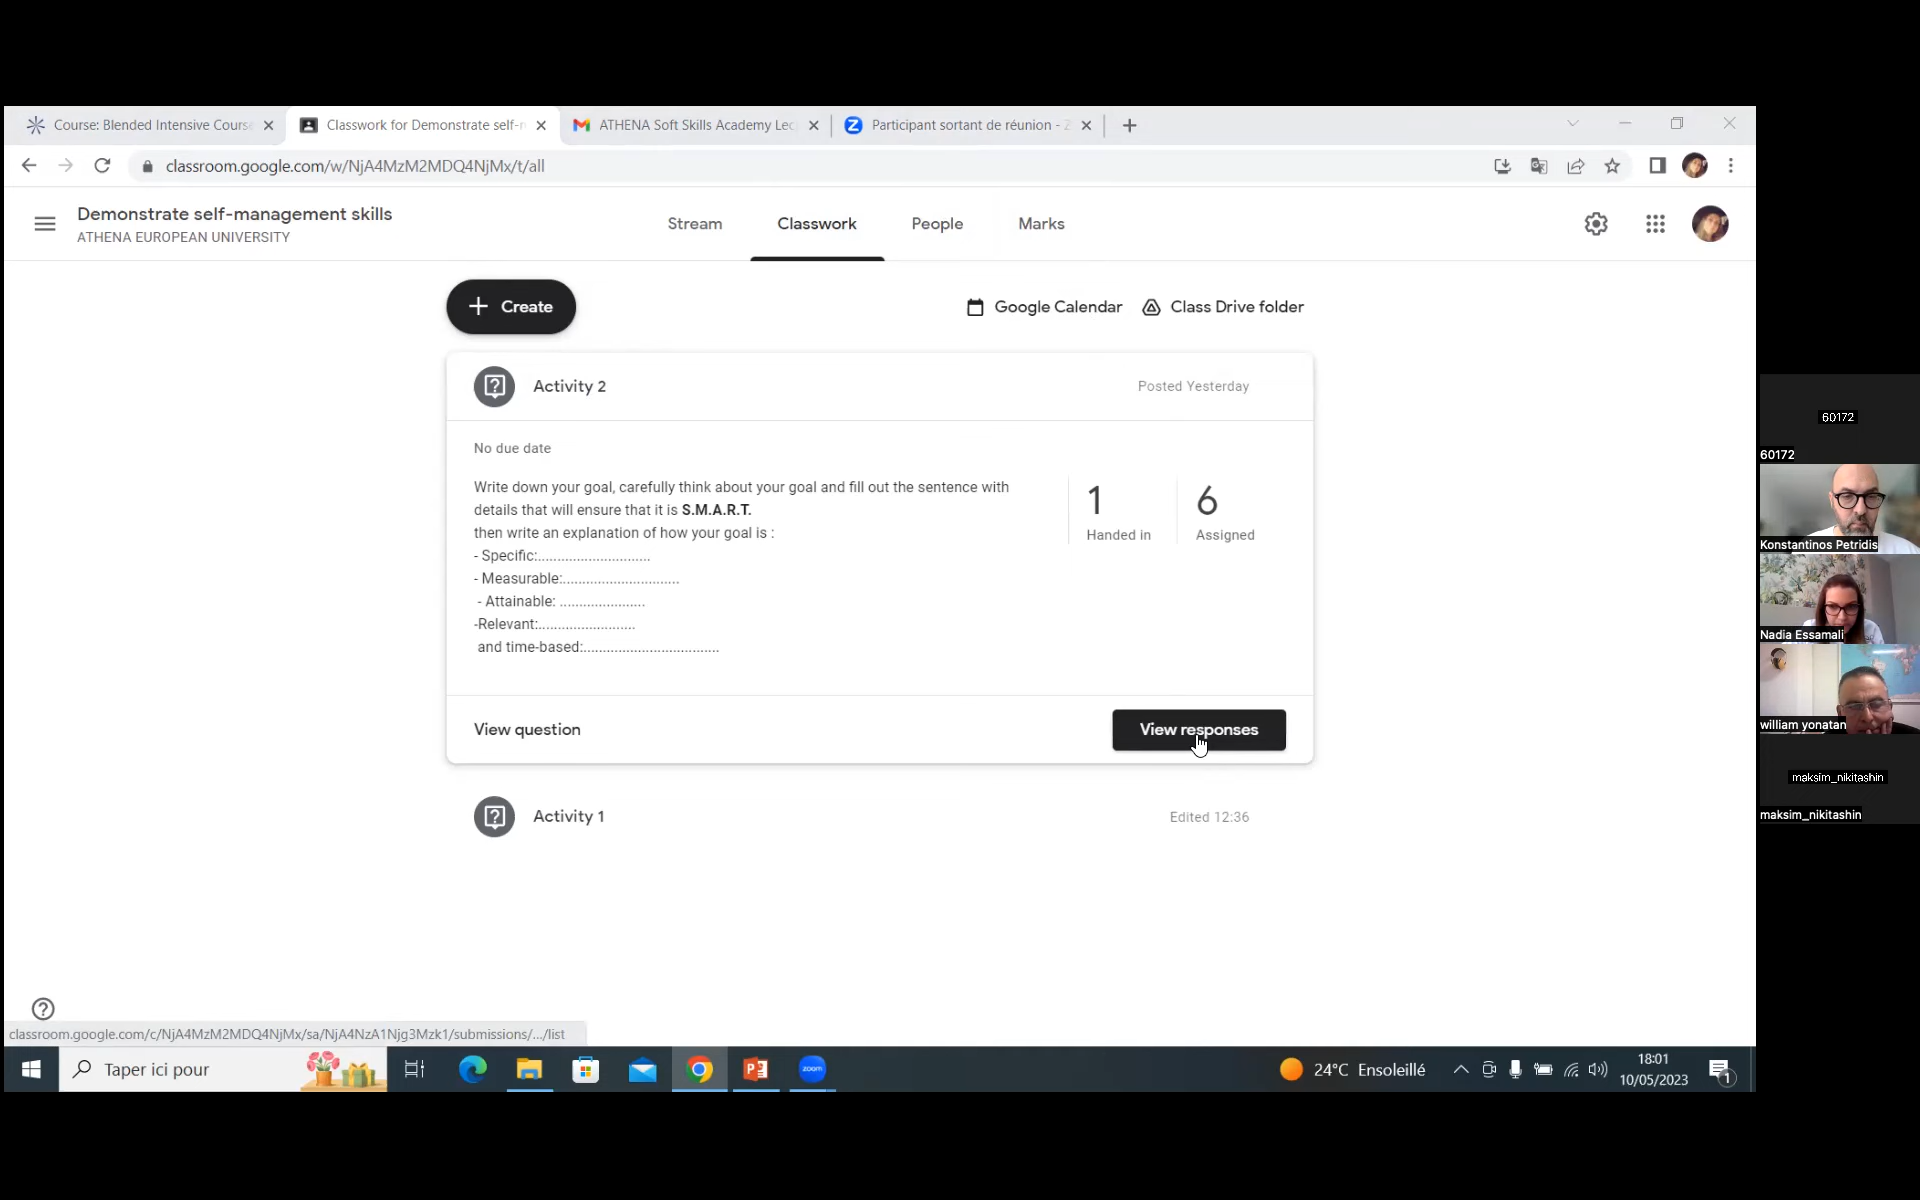 Course: Blended Intensive Cours
Classwork for Demonstrate self-
ATHENA Soft Skills Academy Lec
Participant sortant de réunion -
classroom.google.com/w/NjA4MzM2MDQ4NjMx/t/all
Demonstrate self-management skills
ATHENA EUROPEAN UNIVERSITY
Stream
Classwork
People
Marks
Create
Google Calendar
Class Drive folder
Activity 2
Posted Yesterday
No due date
Write down your goal, carefully think about your goal and fill out the sentence with
details that will ensure that it is S.M.A.R.T.
then write an explanation of how your goal is :
- Specific:............................
- Measurable:..............................
- Attainable: ......................
-Relevant:.........................
and time-based:...................................
1
Handed in
6
Assigned
View question
View responses
Activity 1
Edited 12:36
classroom.google.com/c/NjA4MzM2MDQ4NjMx/sa/NjA4NzA1Njg3Mzk1/submissions/.../list
Taper ici pour
zoom
24°C Ensoleillé
18:01
10/05/2023
1
60172
60172
Konstantinos Petridis
Nadia Essamali
william yonatan
maksim_nikitashin
maksim_nikitashin